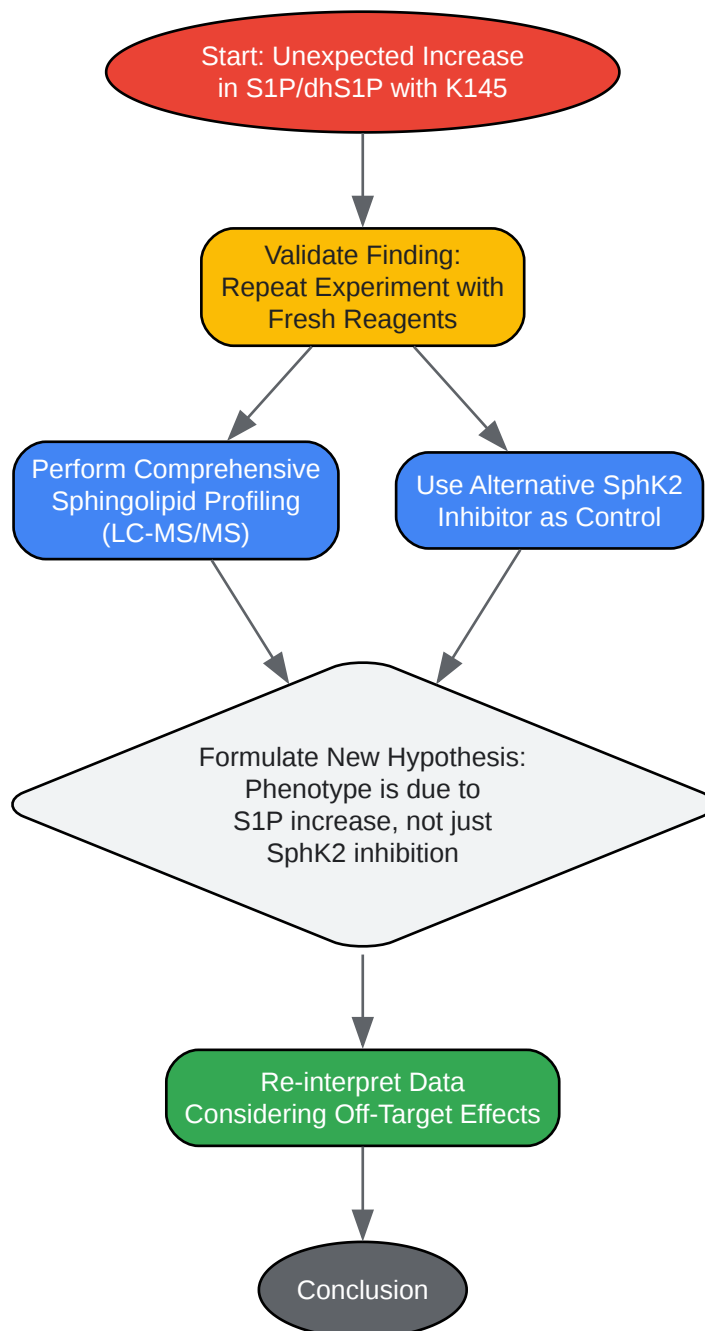 Start: Unexpected Increase
in S1P/dhS1P with K145
Validate Finding:
Repeat Experiment with
Fresh Reagents
Perform Comprehensive
Sphingolipid Profiling
(LC-MS/MS)
Use Alternative SphK2
Inhibitor as Control
Formulate New Hypothesis:
Phenotype is due to
S1P increase, not just
SphK2 inhibition
Re-interpret Data
Considering Off-Target Effects
Conclusion